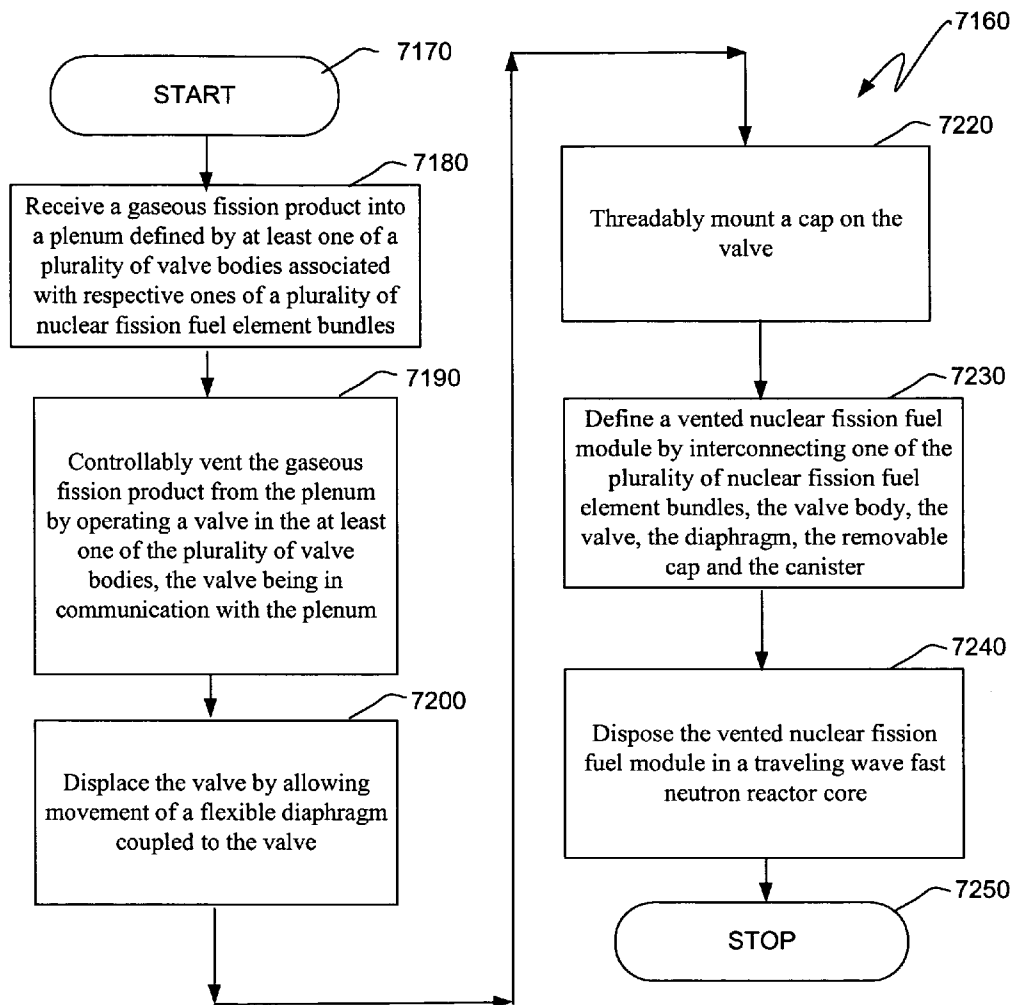 7160
7170
START
7180
Receive a gaseous fission product into
a plenum defined by at least one of a
plurality of valve bodies associated
with respective ones of a plurality of
nuclear fission fuel element bundles
7190
Controllably vent the gaseous
fission product from the plenum
by operating a valve in the at least
one of the plurality of valve
bodies, the valve being in
communication with the plenum
7200
Displace the valve by allowing
movement of a flexible diaphragm
coupled to the valve
7220
Threadably mount a cap on the
valve
7230
Define a vented nuclear fission fuel
module by interconnecting one of the
plurality of nuclear fission fuel
element bundles, the valve body, the
valve, the diaphragm, the removable
cap and the canister
7240
Dispose the vented nuclear fission
fuel module in a traveling wave fast
neutron reactor core
7250
STOP